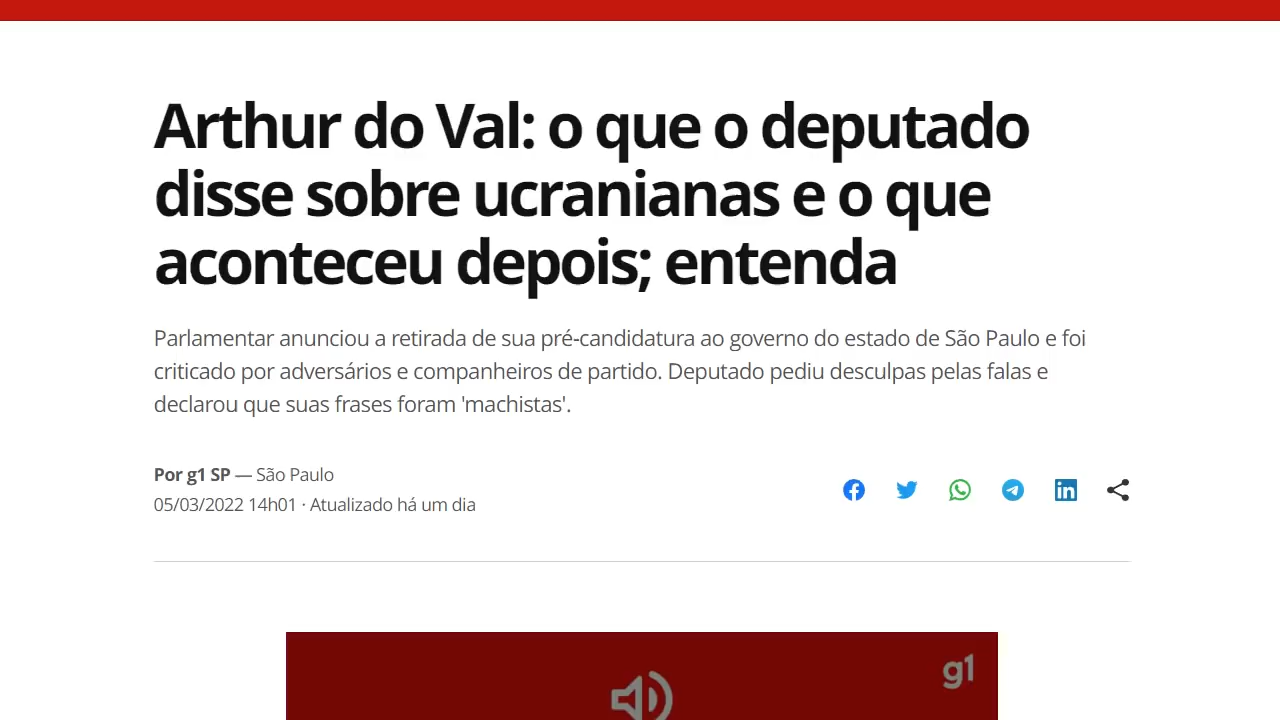 Arthur do Val: o que o deputado
disse sobre ucranianas e o que
aconteceu depois; entenda
Parlamentar anunciou a retirada de sua pré-candidatura ao governo do estado de São Paulo e foi
criticado por adversários e companheiros de partido. Deputado pediu desculpas pelas falas e
declarou que suas frases foram 'machistas'.
Por g1 SP — São Paulo
05/03/2022 14h01 · Atualizado há um dia
g1